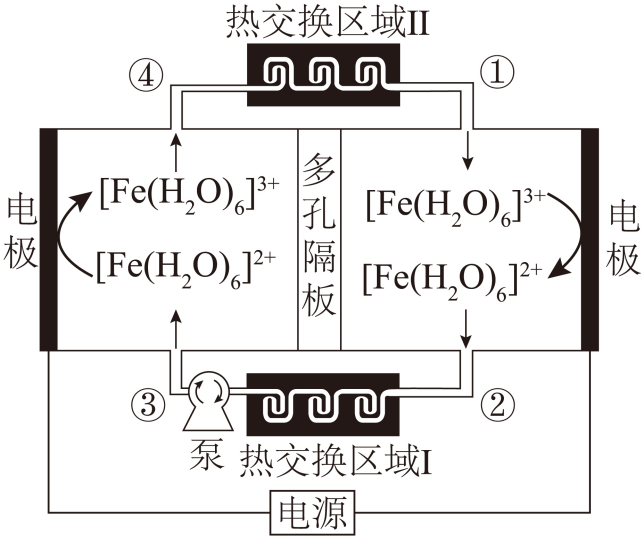 热交换区域II
④
①
[Fe(H₂O)₆]³⁺
[Fe(H₂O)₆]²⁺
电极
多孔隔板
[Fe(H₂O)₆]³⁺
[Fe(H₂O)₆]²⁺
电极
③
②
泵
热交换区域I
电源